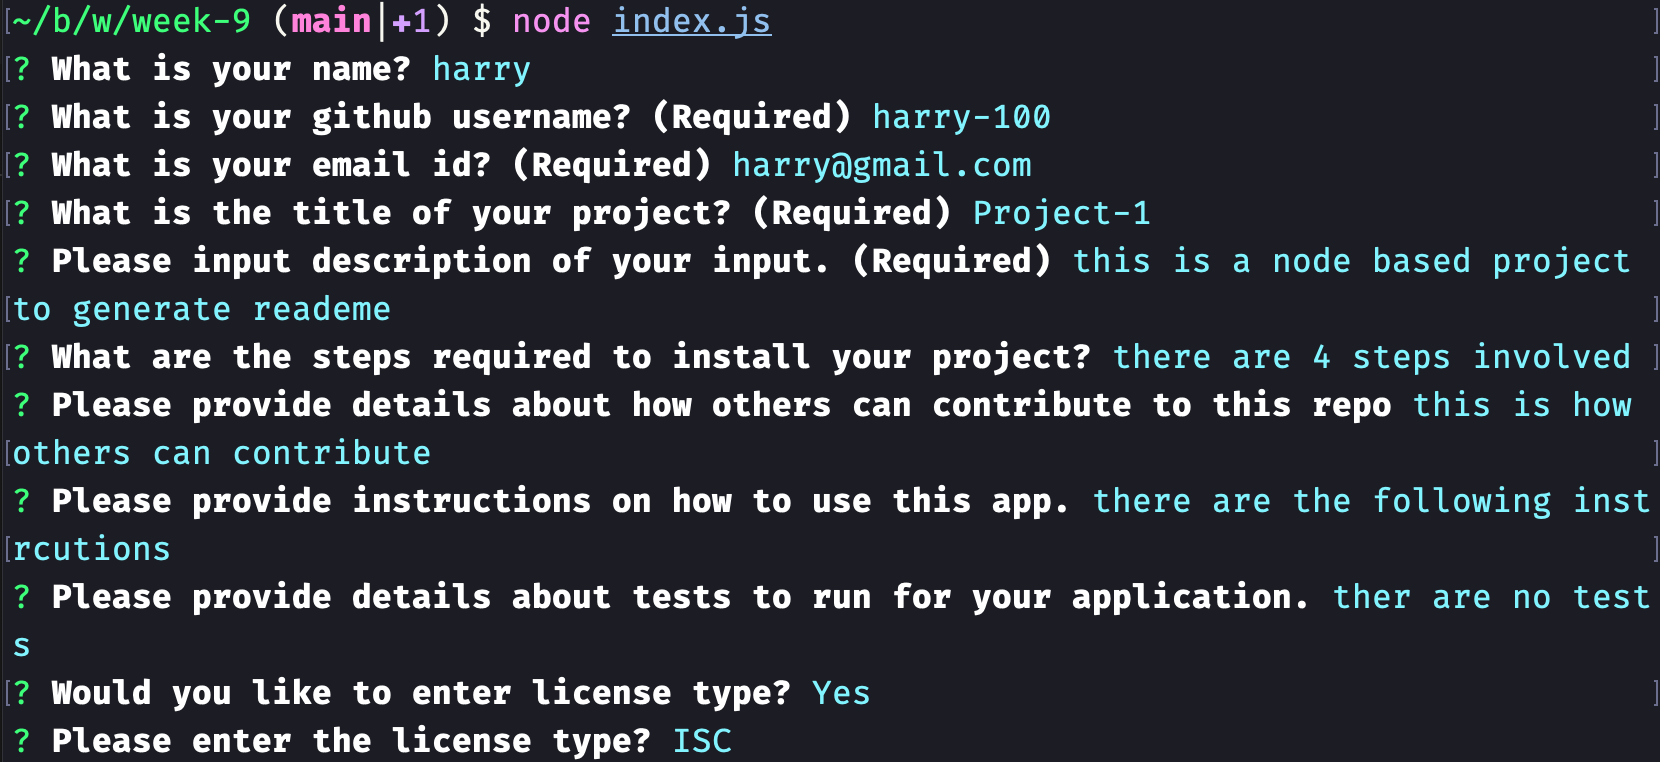 ~/b/w/week-9 (main|+1) $ node index.js
? What is your name? harry
? What is your github username? (Required) harry-100
? What is your email id? (Required) harry@gmail.com
? What is the title of your project? (Required) Project-1
? Please input description of your input. (Required) this is a node based project
to generate reademe
? What are the steps required to install your project? there are 4 steps involved
? Please provide details about how others can contribute to this repo this is how
others can contribute
? Please provide instructions on how to use this app. there are the following inst
rcutions
? Please provide details about tests to run for your application. ther are no test
s
? Would you like to enter license type? Yes
? Please enter the license type? ISC